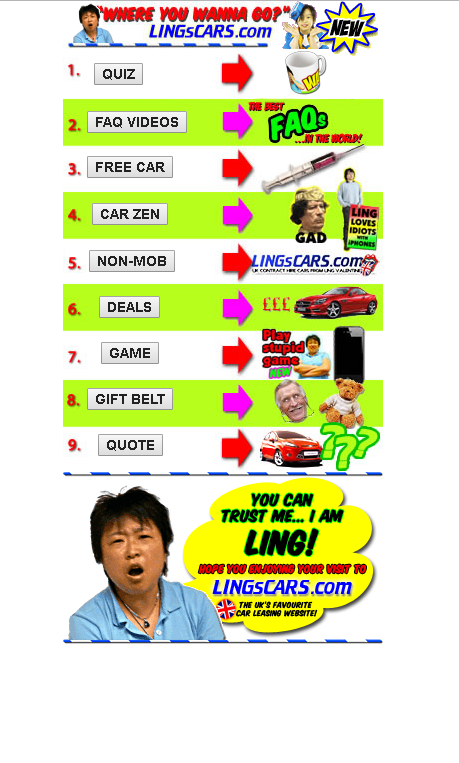 "WHERE YOU WANNA GO?"
LINGsCARS.com
NEW
1. QUIZ
W
2. FAQ VIDEOS
THE BEST
FAQs
...IN THE WORLD!
3. FREE CAR
4. CAR ZEN
GAD
LING
LOVES
IDIOTS
WITH
IPHONES
5. NON-MOB
LINGsCARS.com
UK CONTRACT HIRE CARS FROM LING VALENTINE
6. DEALS
£££
7. GAME
Play
stupid
game
NEW
8. GIFT BELT
9. QUOTE
???
YOU CAN
TRUST ME... I AM
LING!
HOPE YOU ENJOYING YOUR VISIT TO
LINGsCARS.com
THE UK'S FAVOURITE
CAR LEASING WEBSITE!